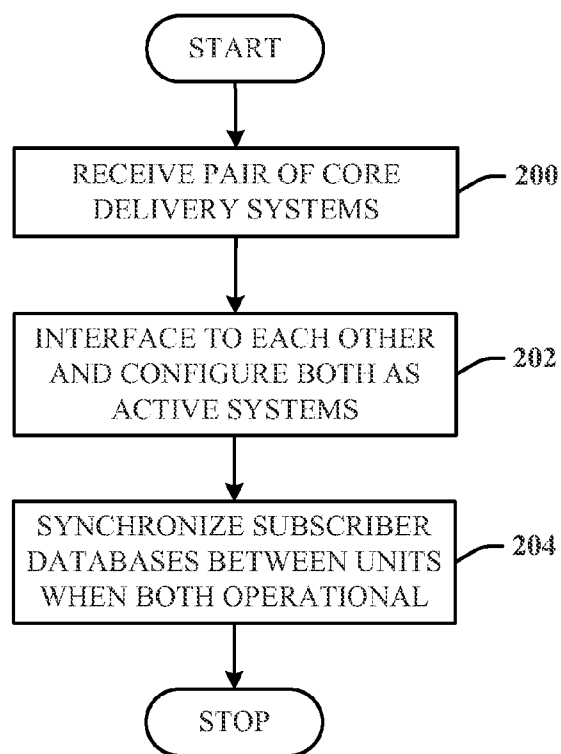 START
RECEIVE PAIR OF CORE
DELIVERY SYSTEMS
200
INTERFACE TO EACH OTHER
AND CONFIGURE BOTH AS
ACTIVE SYSTEMS
202
SYNCHRONIZE SUBSCRIBER
DATABASES BETWEEN UNITS
WHEN BOTH OPERATIONAL
204
STOP